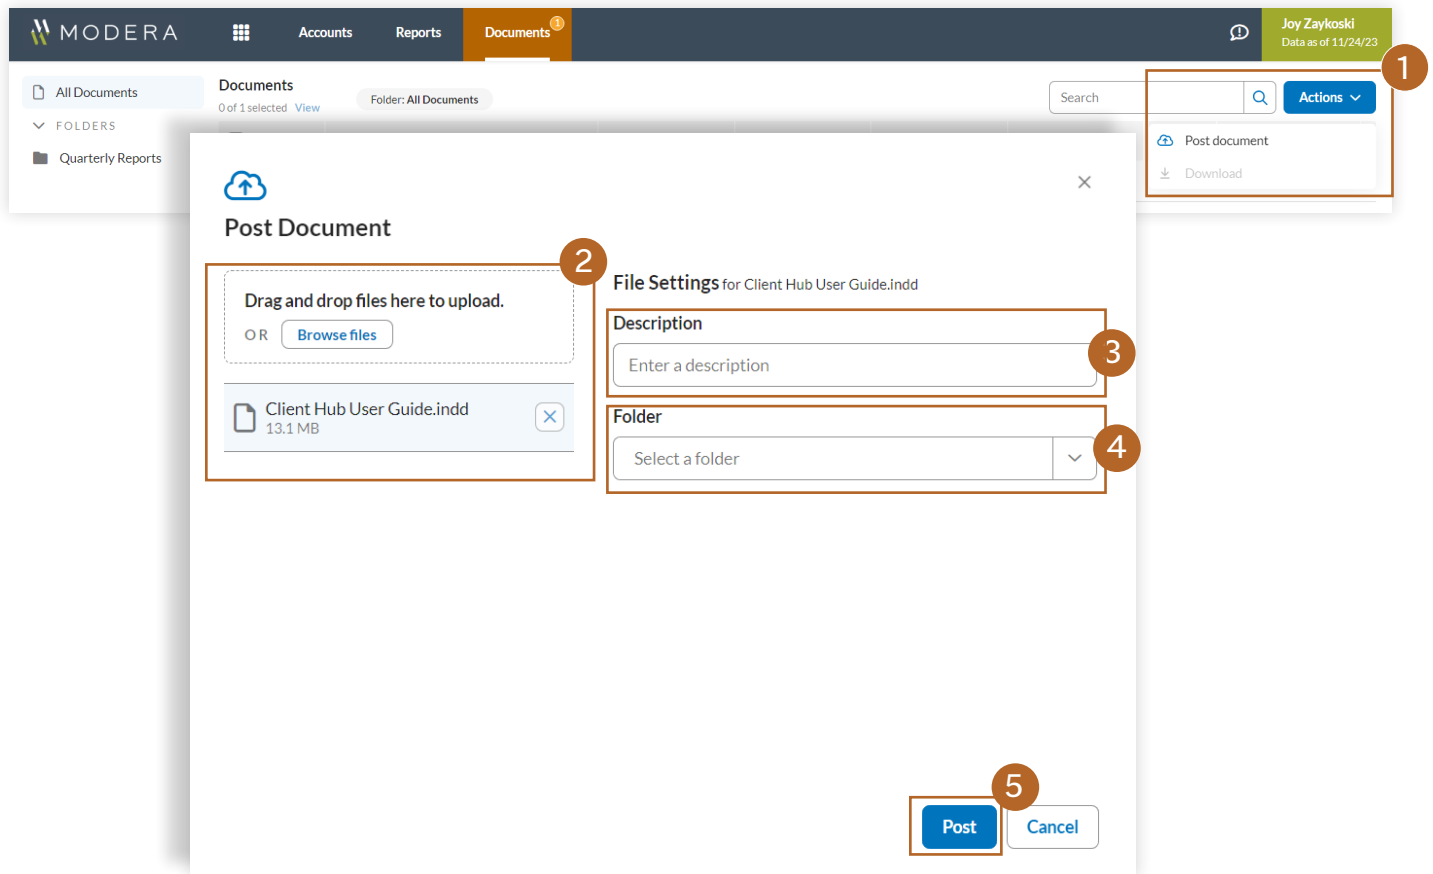 MODERA
Accounts
Reports
Documents
1
Joy Zaykoski
Data as of 11/24/23
1
All Documents
FOLDERS
Quarterly Reports
Documents
0 of 1 selected View
Folder: All Documents
Search
Actions
Post document
Download
Post Document
2
Drag and drop files here to upload.
OR Browse files
Client Hub User Guide.indd
13.1 MB
File Settings for Client Hub User Guide.indd
Description
3
Enter a description
Folder
4
Select a folder
5
Post
Cancel